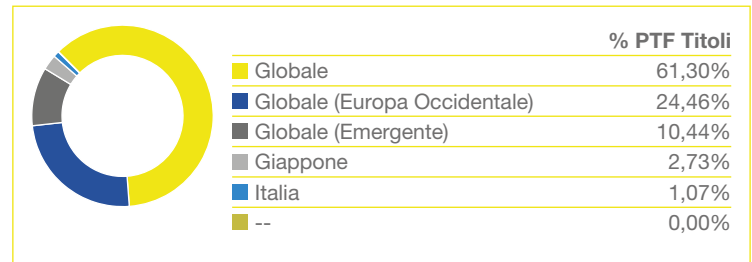 % PTF Titoli
Globale 61,30%
Globale (Europa Occidentale) 24,46%
Globale (Emergente) 10,44%
Giappone 2,73%
Italia 1,07%
-- 0,00%